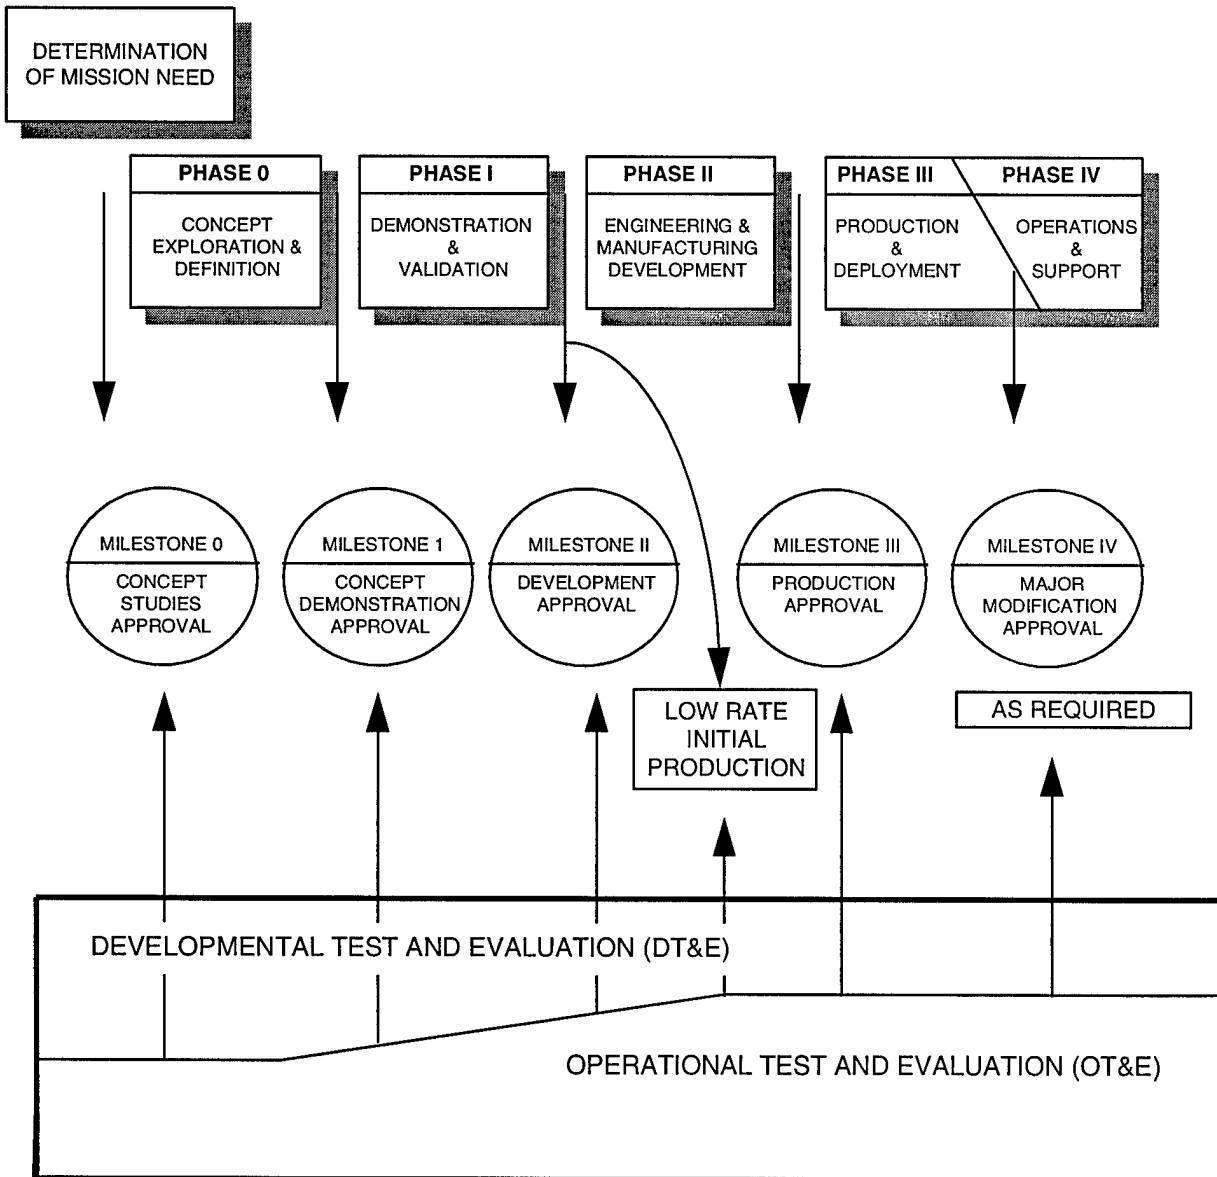 DETERMINATION
OF MISSION NEED
PHASE 0
CONCEPT
EXPLORATION &
DEFINITION
PHASE I
DEMONSTRATION
&
VALIDATION
PHASE II
ENGINEERING &
MANUFACTURING
DEVELOPMENT
PHASE III
PRODUCTION
&
DEPLOYMENT
PHASE IV
OPERATIONS
&
SUPPORT
MILESTONE 0
CONCEPT
STUDIES
APPROVAL
MILESTONE 1
CONCEPT
DEMONSTRATION
APPROVAL
MILESTONE II
DEVELOPMENT
APPROVAL
MILESTONE III
PRODUCTION
APPROVAL
MILESTONE IV
MAJOR
MODIFICATION
APPROVAL
LOW RATE
INITIAL
PRODUCTION
AS REQUIRED
DEVELOPMENTAL TEST AND EVALUATION (DT&E)
OPERATIONAL TEST AND EVALUATION (OT&E)